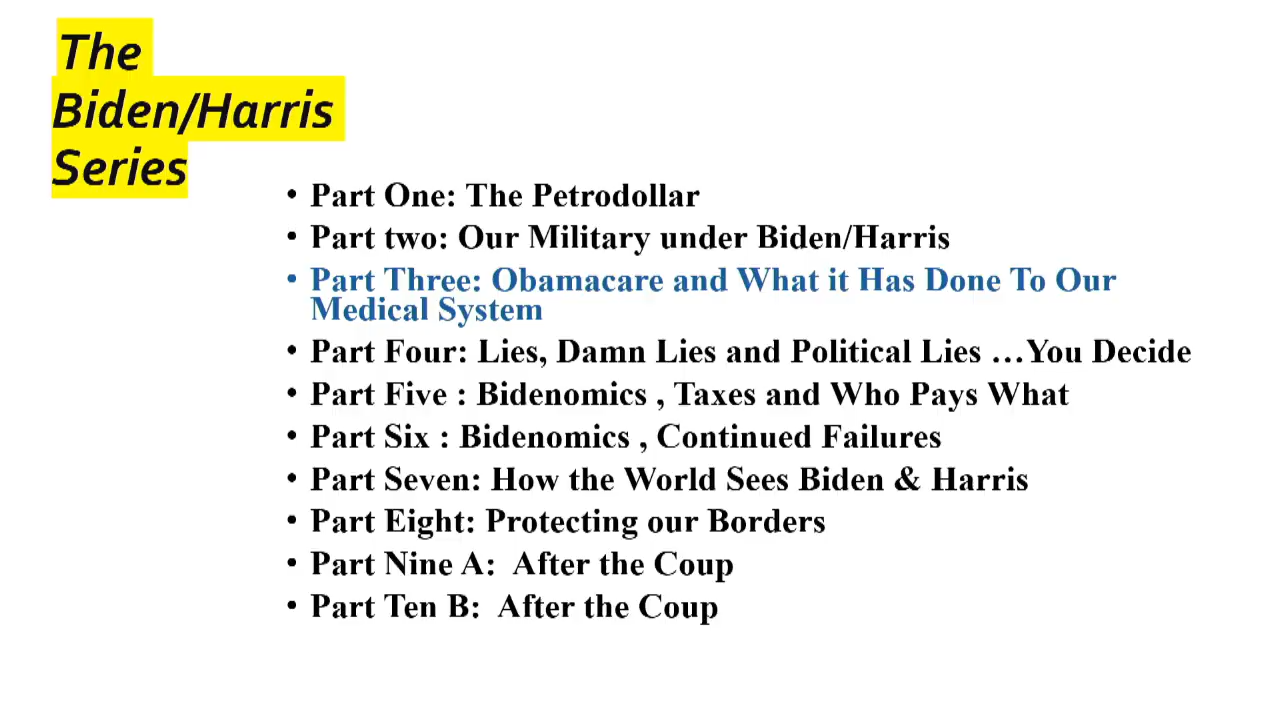 The
Biden/Harris
Series
• Part One: The Petrodollar
• Part two: Our Military under Biden/Harris
• Part Three: Obamacare and What it Has Done To Our
Medical System
• Part Four: Lies, Damn Lies and Political Lies …You Decide
• Part Five : Bidenomics , Taxes and Who Pays What
• Part Six : Bidenomics , Continued Failures
• Part Seven: How the World Sees Biden & Harris
• Part Eight: Protecting our Borders
• Part Nine A:  After the Coup
• Part Ten B:  After the Coup